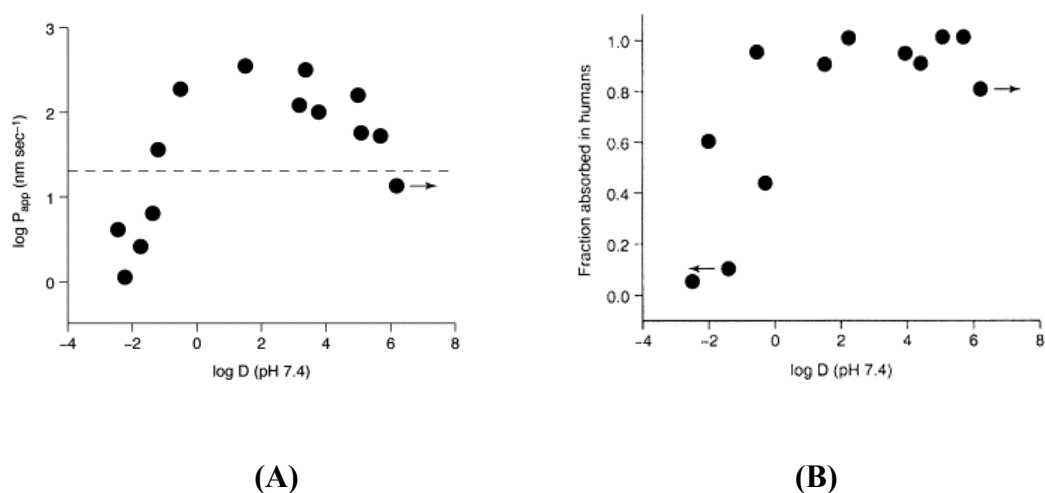 3
2
1
0
log Papp (nm sec⁻¹)
−4 −2 0 2 4 6 8
log D (pH 7.4)
(A)
1.0
0.8
0.6
0.4
0.2
0.0
Fraction absorbed in humans
−4 −2 0 2 4 6 8
log D (pH 7.4)
(B)